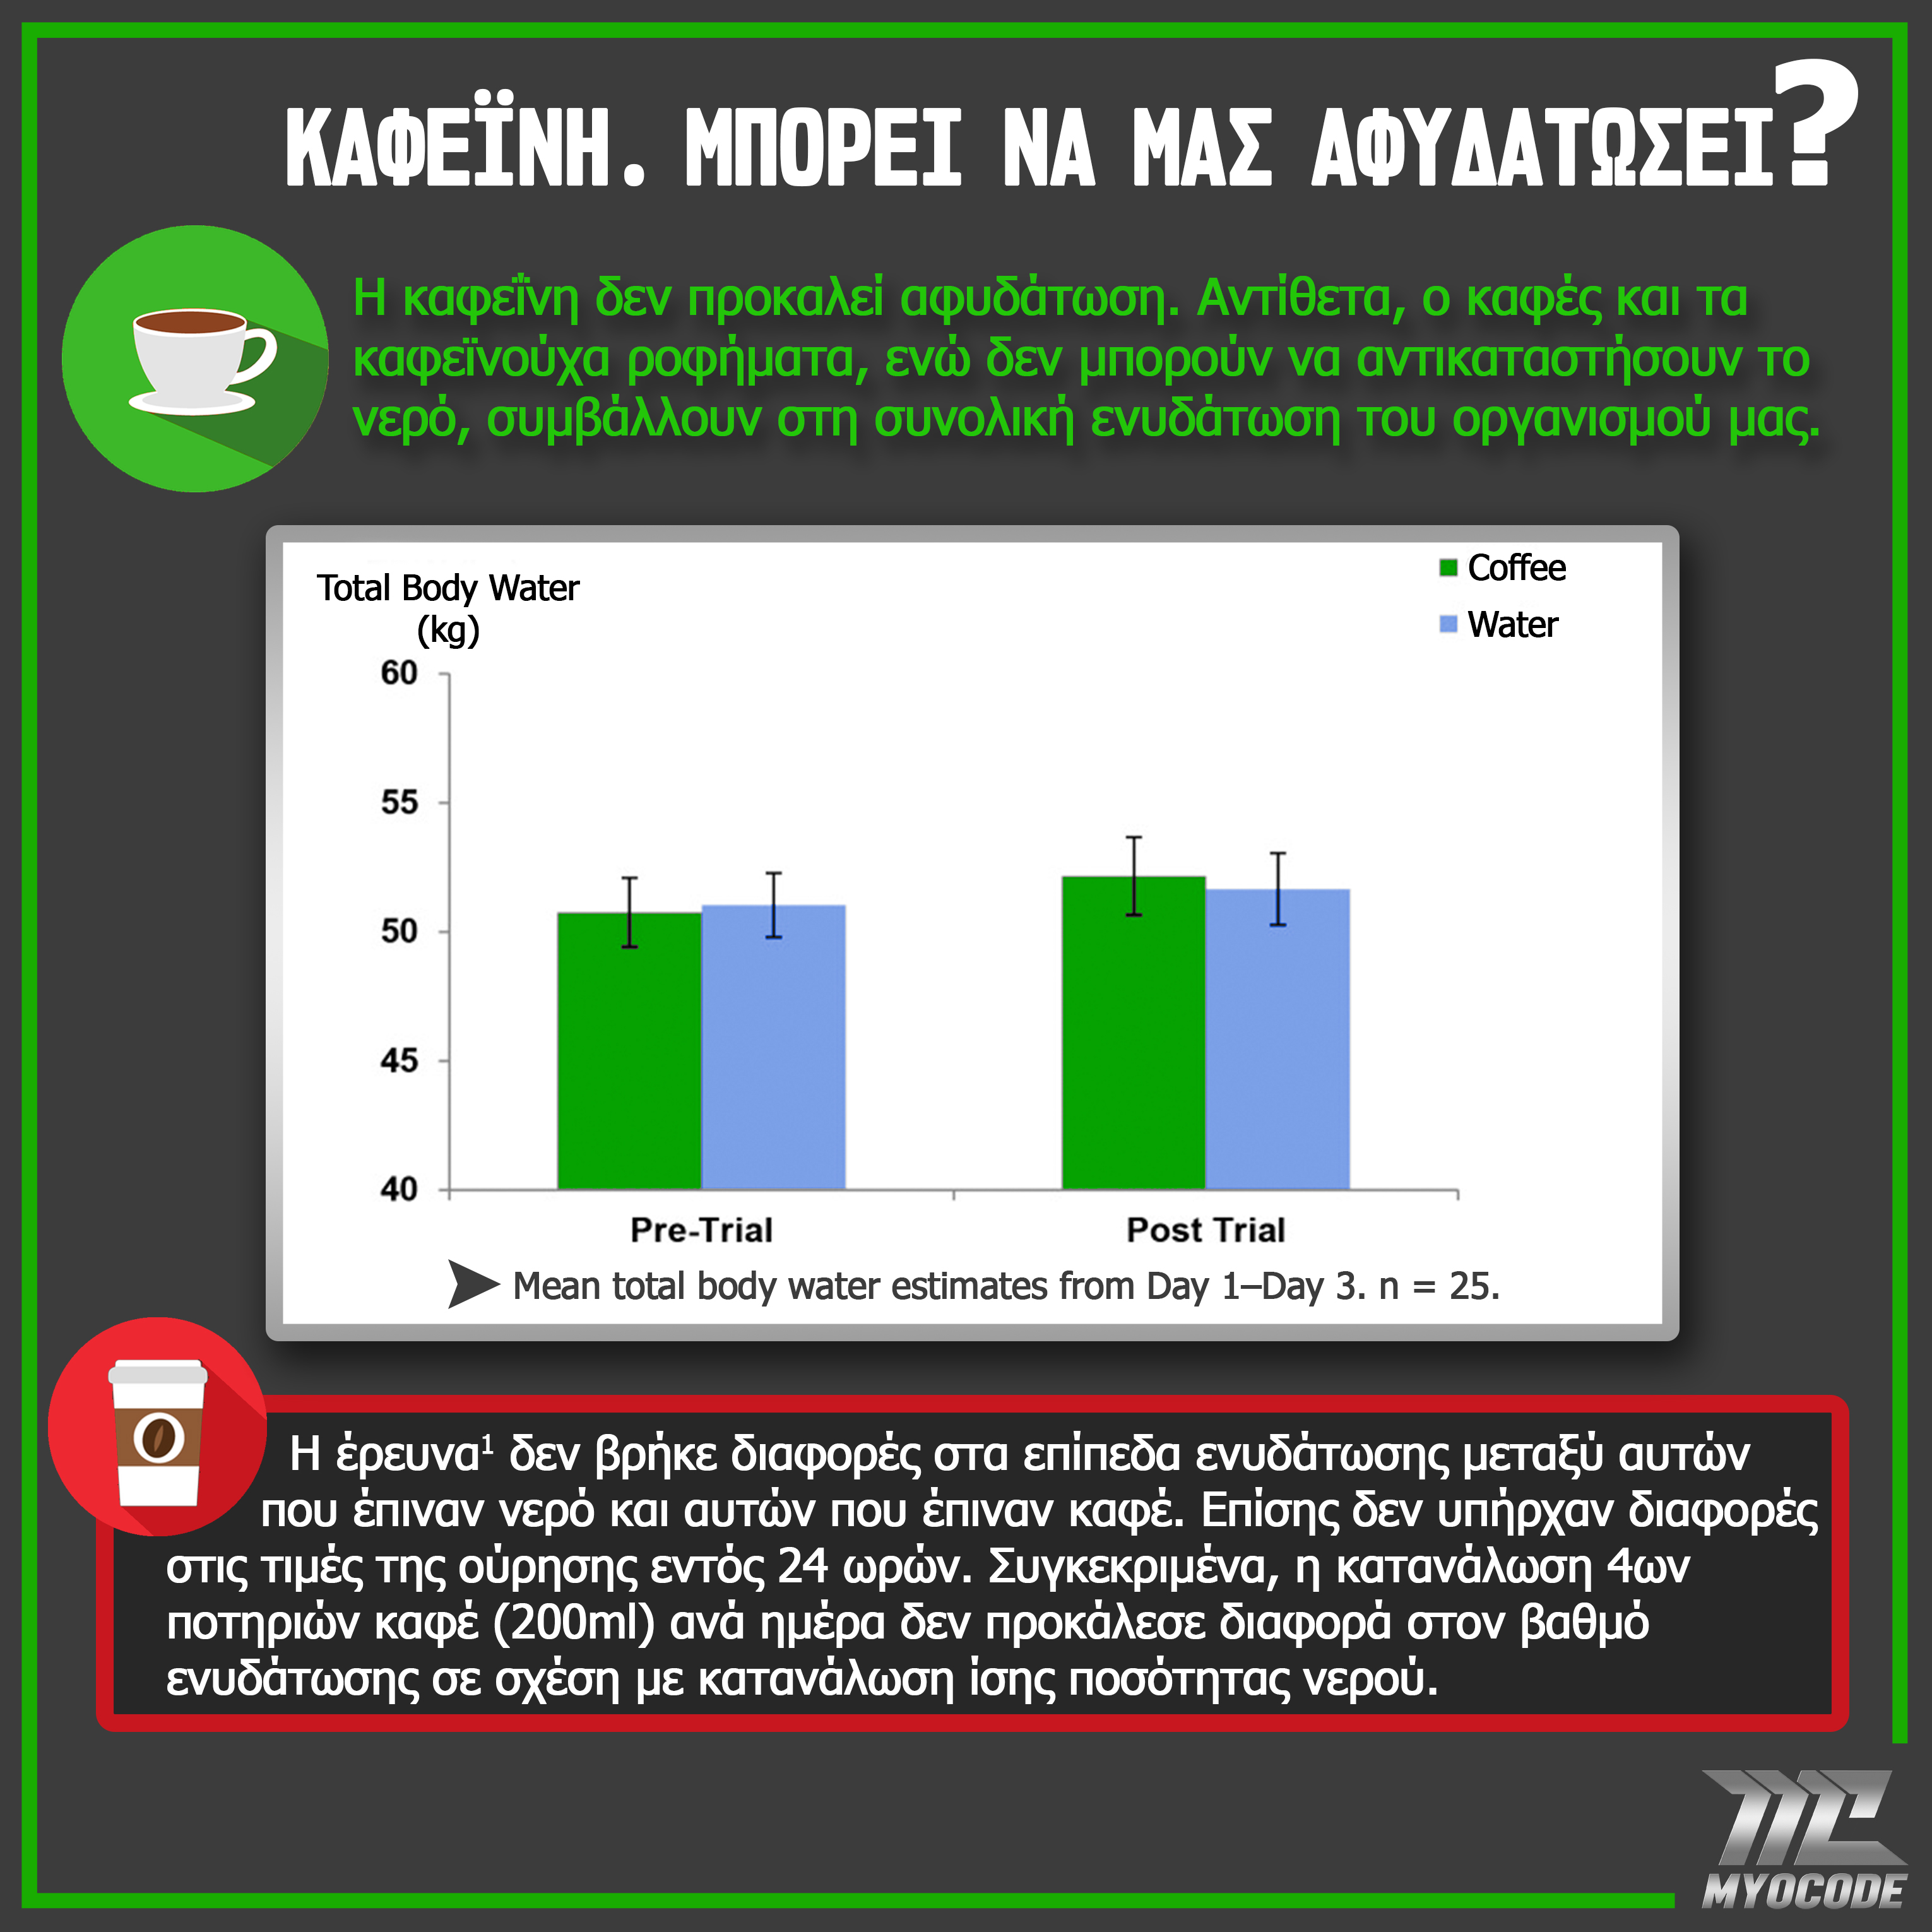 ΚΑΦΕΪΝΗ. ΜΠΟΡΕΙ ΝΑ ΜΑΣ ΑΦΥΔΑΤΩΣΕΙ?
Η καφεΐνη δεν προκαλεί αφυδάτωση. Αντίθετα, ο καφές και τα
καφεϊνούχα ροφήματα, ενώ δεν μπορούν να αντικαταστήσουν το
νερό, συμβάλλουν στη συνολική ενυδάτωση του οργανισμού μας.
Coffee
Water
Total Body Water
(kg)
60
55
50
45
40
Pre-Trial
Post Trial
Mean total body water estimates from Day 1–Day 3. n = 25.
Η έρευνα¹ δεν βρήκε διαφορές στα επίπεδα ενυδάτωσης μεταξύ αυτών
που έπιναν νερό και αυτών που έπιναν καφέ. Επίσης δεν υπήρχαν διαφορές
στις τιμές της ούρησης εντός 24 ωρών. Συγκεκριμένα, η κατανάλωση 4ων
ποτηριών καφέ (200ml) ανά ημέρα δεν προκάλεσε διαφορά στον βαθμό
ενυδάτωσης σε σχέση με κατανάλωση ίσης ποσότητας νερού.
MC
MYOCODE